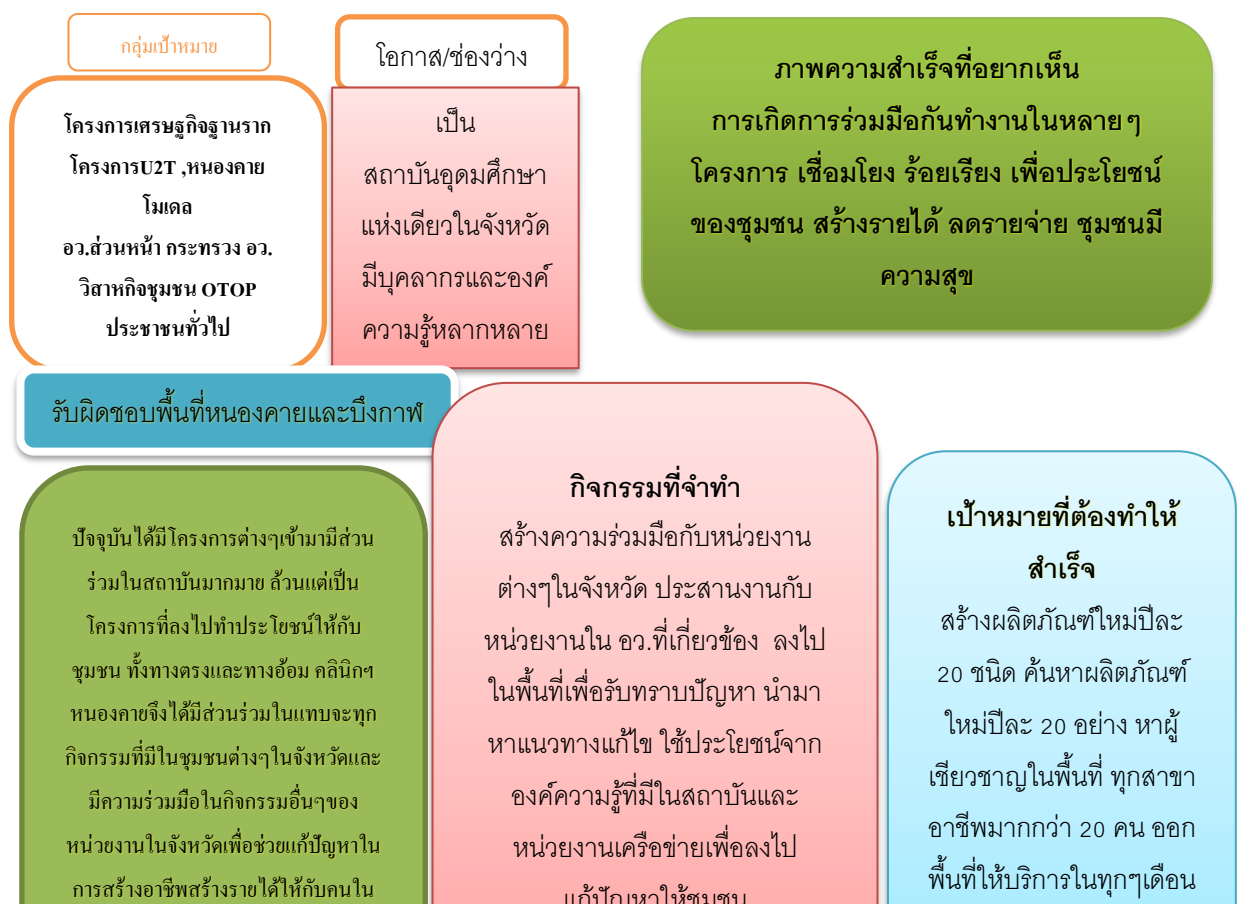 กลุ่มเป้าหมาย
โครงการเศรษฐกิจฐานราก
โครงการU2T ,หนองคาย
โมเดล
อว.ส่วนหน้า กระทรวง อว.
วิสาหกิจชุมชน OTOP
ประชาชนทั่วไป
โอกาส/ช่องว่าง
เป็น
สถาบันอุดมศึกษา
แห่งเดียวในจังหวัด
มีบุคลากรและองค์
ความรู้หลากหลาย
ภาพความสำเร็จที่อยากเห็น
การเกิดการร่วมมือกันทำงานในหลายๆ
โครงการ เชื่อมโยง ร้อยเรียง เพื่อประโยชน์
ของชุมชน สร้างรายได้ ลดรายจ่าย ชุมชนมี
ความสุข
รับผิดชอบพื้นที่หนองคายและบึงกาฬ
ปัจจุบันได้มีโครงการต่างๆเข้ามามีส่วน
ร่วมในสถาบันมากมาย ล้วนแต่เป็น
โครงการที่ลงไปทำประโยชน์ให้กับ
ชุมชน ทั้งทางตรงและทางอ้อม คลินิกฯ
หนองคายจึงได้มีส่วนร่วมในแทบจะทุก
กิจกรรมที่มีในชุมชนต่างๆในจังหวัดและ
มีความร่วมมือในกิจกรรมอื่นๆของ
หน่วยงานในจังหวัดเพื่อช่วยแก้ปัญหาใน
การสร้างอาชีพสร้างรายได้ให้กับคนใน
กิจกรรมที่จำทำ
สร้างความร่วมมือกับหน่วยงาน
ต่างๆในจังหวัด ประสานงานกับ
หน่วยงานใน อว.ที่เกี่ยวข้อง ลงไป
ในพื้นที่เพื่อรับทราบปัญหา นำมา
หาแนวทางแก้ไข ใช้ประโยชน์จาก
องค์ความรู้ที่มีในสถาบันและ
หน่วยงานเครือข่ายเพื่อลงไป
แก้ปัญหาให้ชุมชน
เป้าหมายที่ต้องทำให้
สำเร็จ
สร้างผลิตภัณฑ์ใหม่ปีละ
20 ชนิด ค้นหาผลิตภัณฑ์
ใหม่ปีละ 20 อย่าง หาผู้
เชียวชาญในพื้นที่ ทุกสาขา
อาชีพมากกว่า 20 คน ออก
พื้นที่ให้บริการในทุกๆเดือน